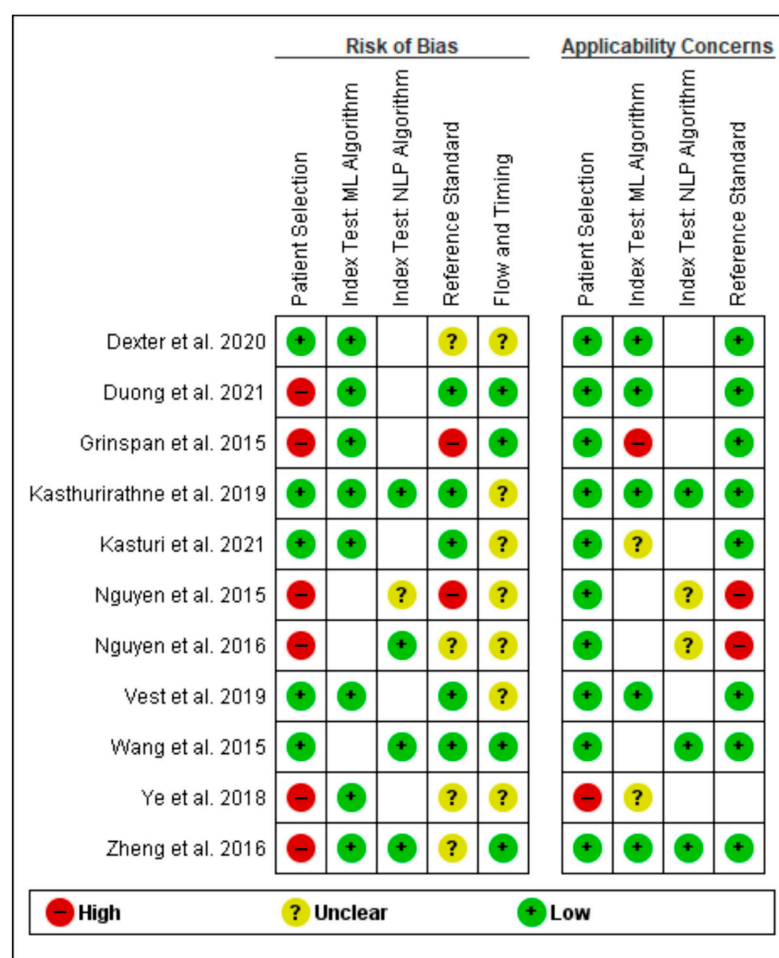 Risk of Bias
Applicability Concerns
Patient Selection
Index Test: ML Algorithm
Index Test: NLP Algorithm
Reference Standard
Flow and Timing
Patient Selection
Index Test: ML Algorithm
Index Test: NLP Algorithm
Reference Standard
Dexter et al. 2020 + + ? ? + + +
Duong et al. 2021 – + + + + + +
Grinspan et al. 2015 – + – + + – +
Kasthurirathne et al. 2019 + + + + ? + + + +
Kasturi et al. 2021 + + + ? + ? +
Nguyen et al. 2015 – ? – ? + ? –
Nguyen et al. 2016 – + ? ? + ? –
Vest et al. 2019 + + + ? + + +
Wang et al. 2015 + + + + + + +
Ye et al. 2018 – + ? ? – ?
Zheng et al. 2016 – + + ? + + + + +
– High ? Unclear + Low